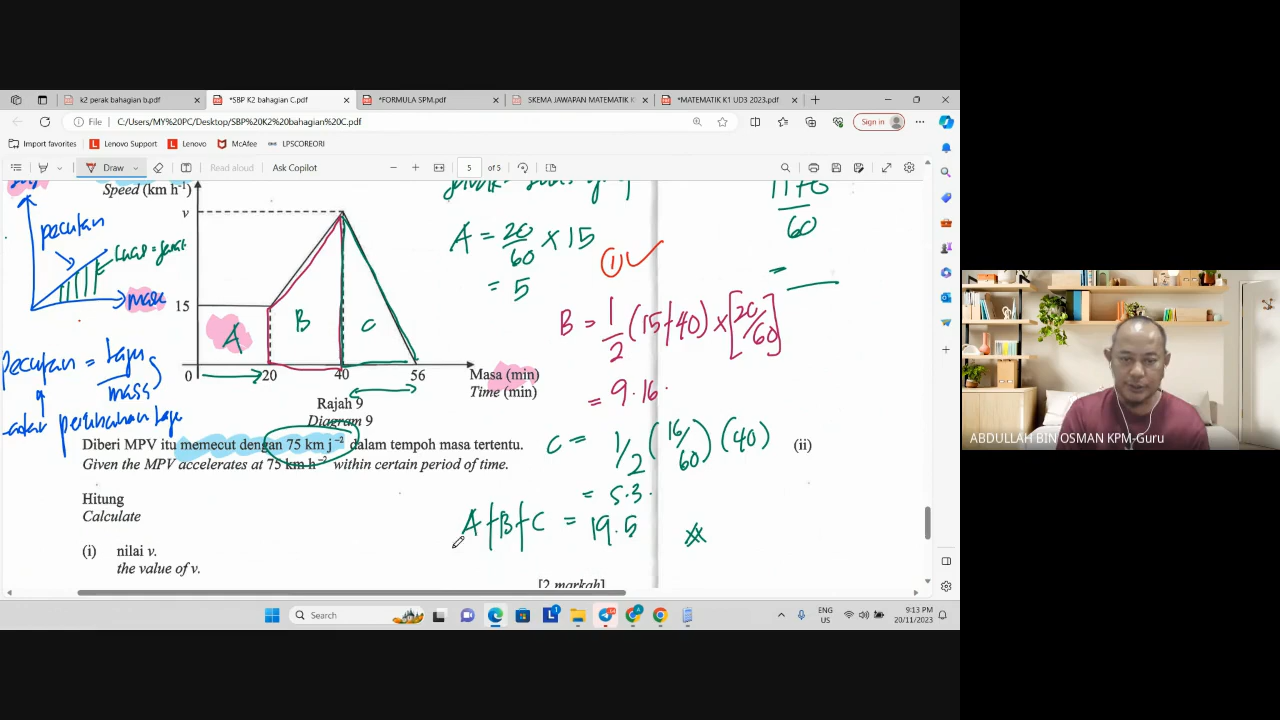 k2 perak bahagian b.pdf
*SBP K2 bahagian C.pdf
*FORMULA SPM.pdf
SKEMA JAWAPAN MATEMATIK K
*MATEMATIK K1 UD3 2023.pdf
File
C:/Users/MY%20PC/Desktop/SBP%20K2%20bahagian%20C.pdf
Sign in
Import favorites
Lenovo Support
Lenovo
McAfee
LPSCOREORI
Draw
Read aloud
Ask Copilot
5 of 5
Speed (km h⁻¹)
v
15
A
B
C
0 20 40 56
Masa (min)
Time (min)
Rajah 9
Diagram 9
pecutan
Luas = jarak
masa
Pecutan = Laju
masa
kadar perubahan laju
A = 20/60 × 15
= 5
① ✓
B = 1/2 (15+40) × [20/60]
= 9.16
C = 1/2 (16/60) (40)
= 5.3
A+B+C = 19.5
60
=
Diberi MPV itu memecut dengan 75 km j⁻² dalam tempoh masa tertentu.
Given the MPV accelerates at 75 km h⁻² within certain period of time.
(ii)
Hitung
Calculate
(i) nilai v.
the value of v.
[2 markah]
ABDULLAH BIN OSMAN KPM-Guru
Search
ENG
US
9:13 PM
20/11/2023